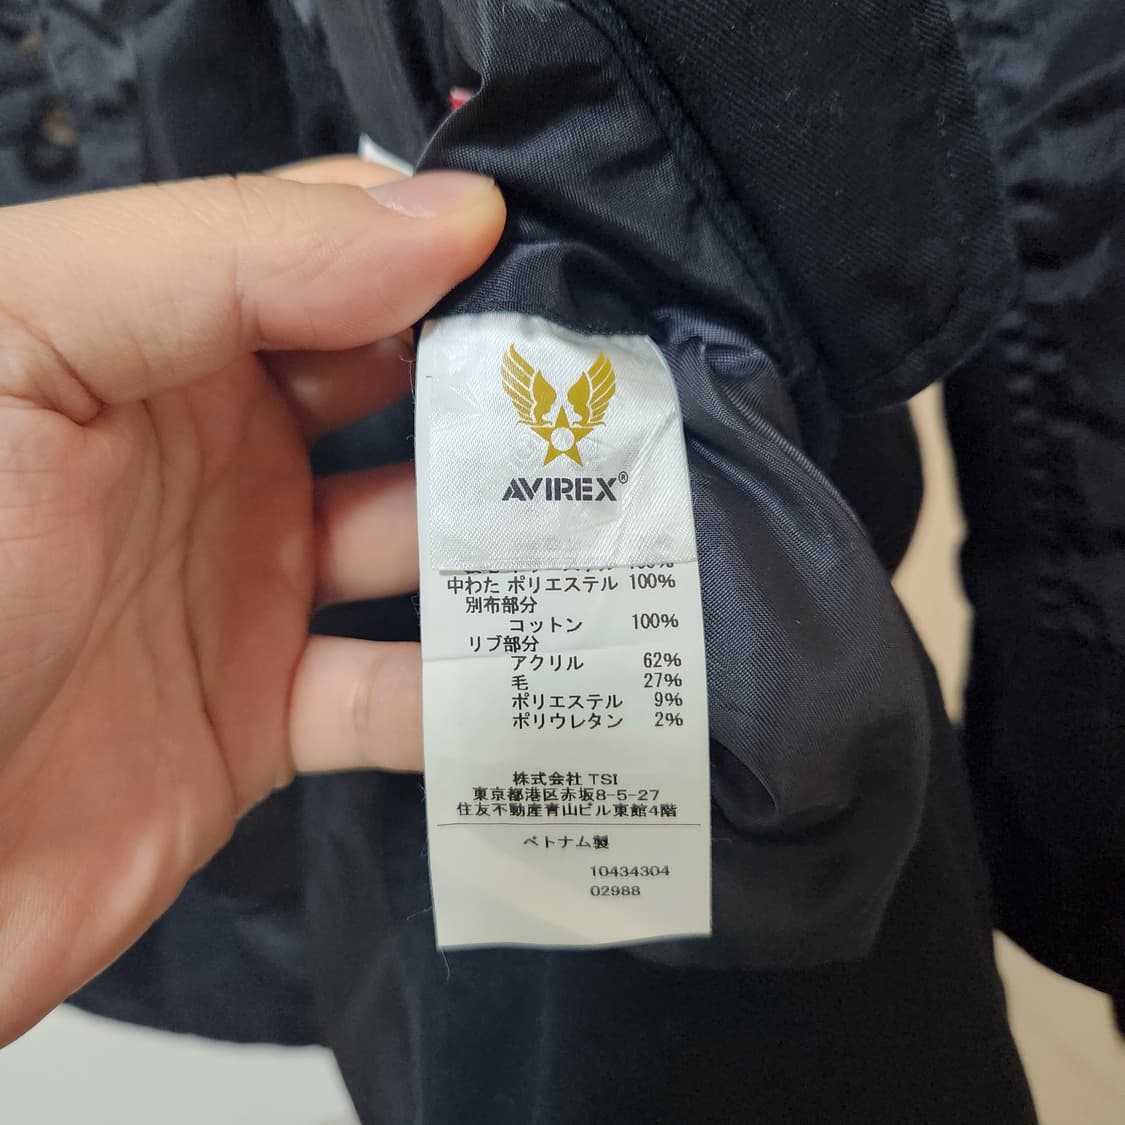 AVIREX®
中わた ポリエステル 100%
別布部分
コットン 100%
リブ部分
アクリル 62%
毛 27%
ポリエステル 9%
ポリウレタン 2%
株式会社 TSI
東京都港区赤坂8-5-27
住友不動産青山ビル東館4階
ベトナム製
10434304
02988